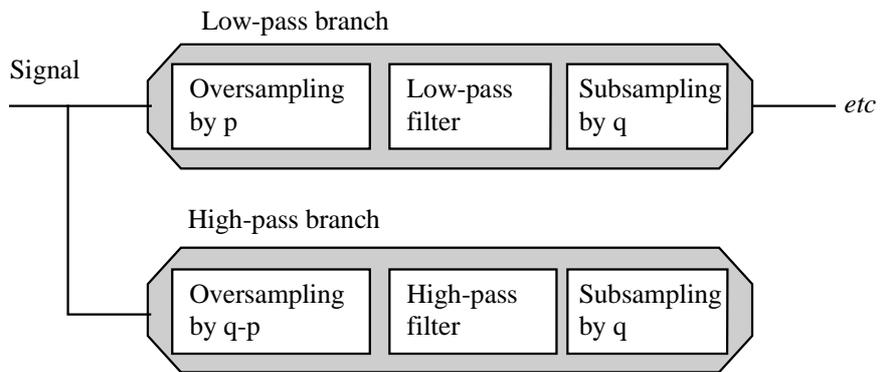 Low-pass branch
Signal
Oversampling
by p
Low-pass
filter
Subsampling
by q
etc
High-pass branch
Oversampling
by q-p
High-pass
filter
Subsampling
by q